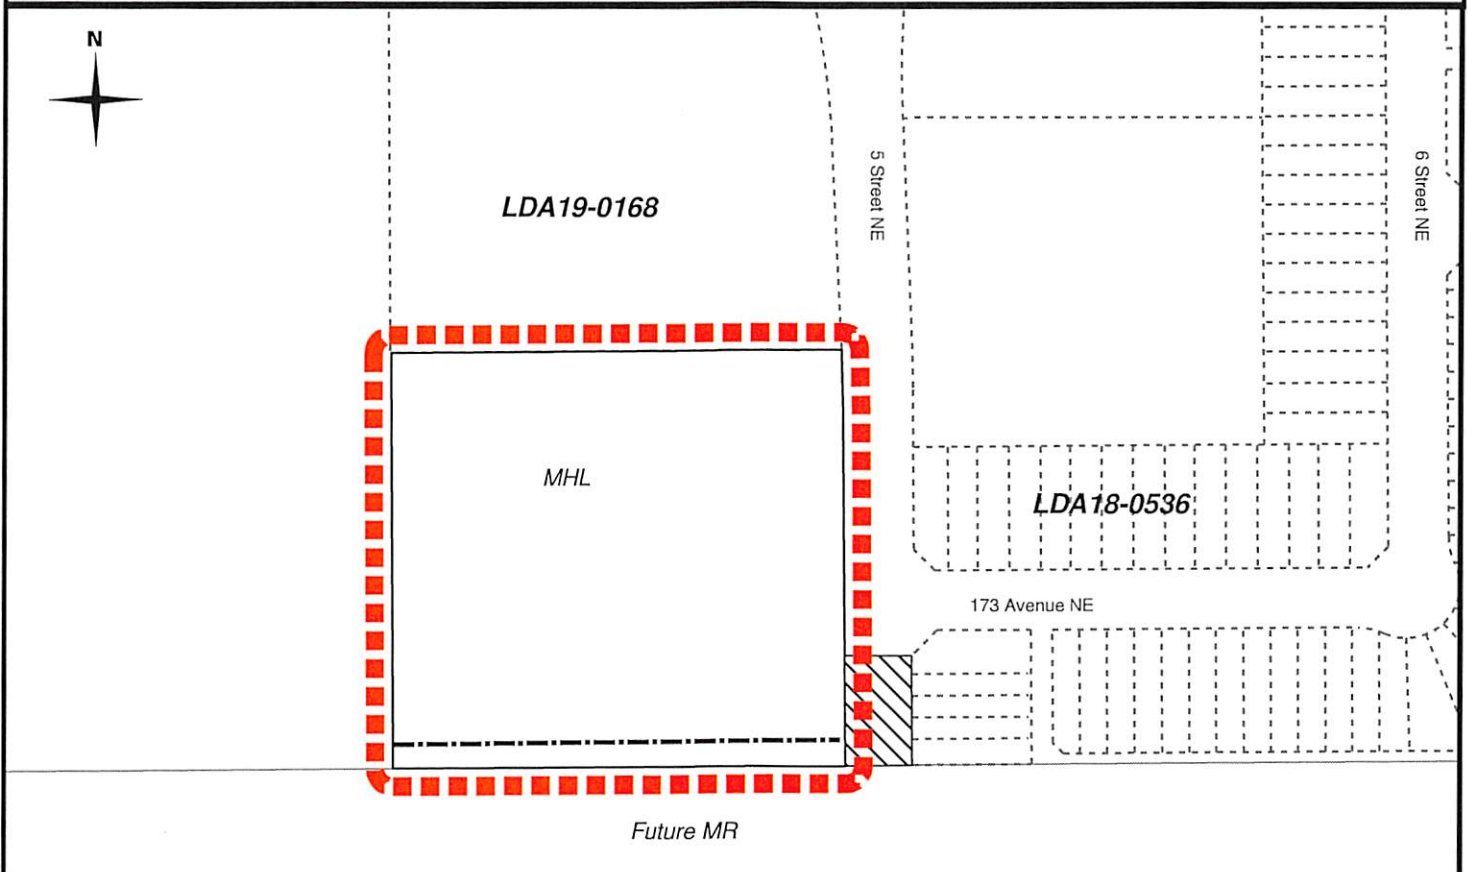 N
LDA19-0168
5 Street NE
6 Street NE
MHL
LDA18-0536
173 Avenue NE
Future MR